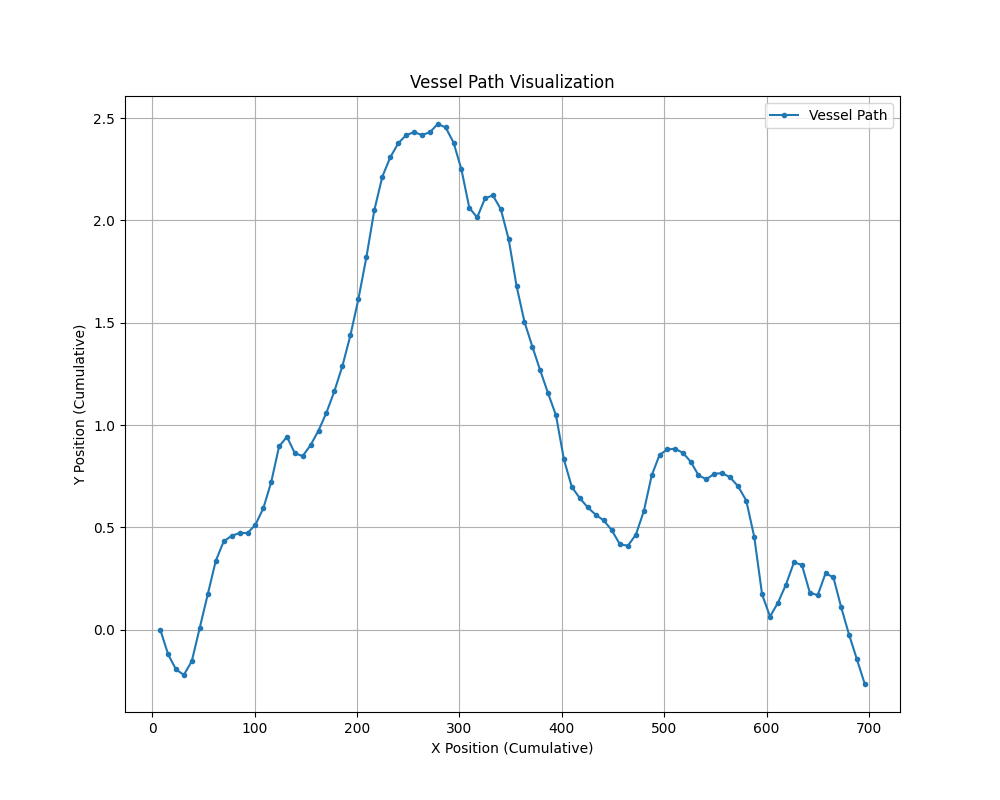 Vessel Path Visualization
Vessel Path
Y Position (Cumulative)
2.5
2.0
1.5
1.0
0.5
0.0
0 100 200 300 400 500 600 700
X Position (Cumulative)